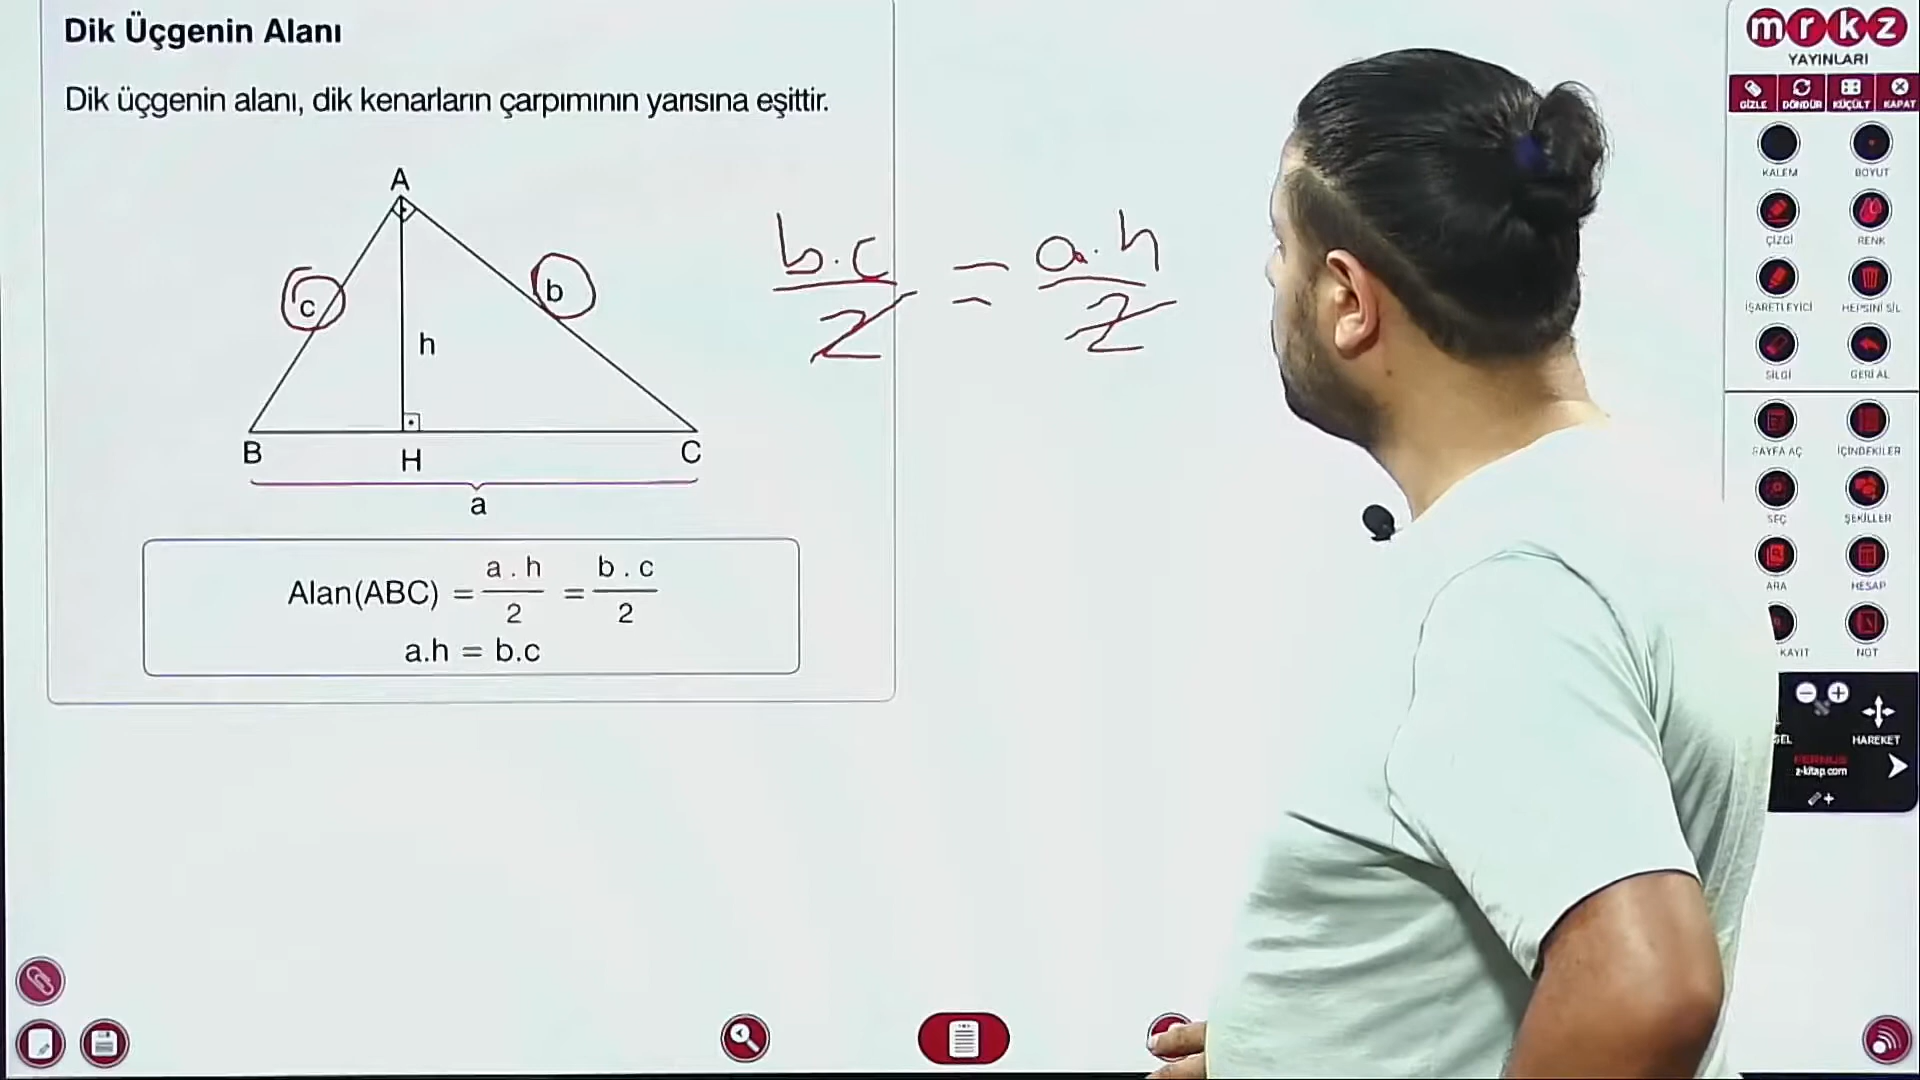 Dik Üçgenin Alanı
Dik üçgenin alanı, dik kenarların çarpımının yarısına eşittir.
A
c
b
h
B
H
C
a
b.c / 2 = a.h / 2
Alan(ABC) = a . h / 2 = b . c / 2
a.h = b.c
mrkz
YAYINLARI
GİZLE DÖNDÜR KÜÇÜLT KAPAT
KALEM BOYUT
ÇİZGİ RENK
İŞARETLEYİCİ HEPSİNİ SİL
SİLGİ GERİ AL
SAYFA AÇ İÇİNDEKİLER
SEÇ ŞEKİLLER
ARA HESAP
KAYIT NOT
HAREKET
FERNUS
z-kitap.com